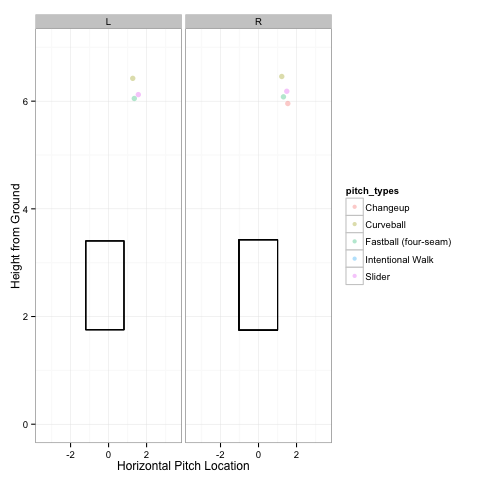 L R
6
4
2
0
Height from Ground
-2 0 2 -2 0 2
Horizontal Pitch Location
pitch_types
Changeup
Curveball
Fastball (four-seam)
Intentional Walk
Slider